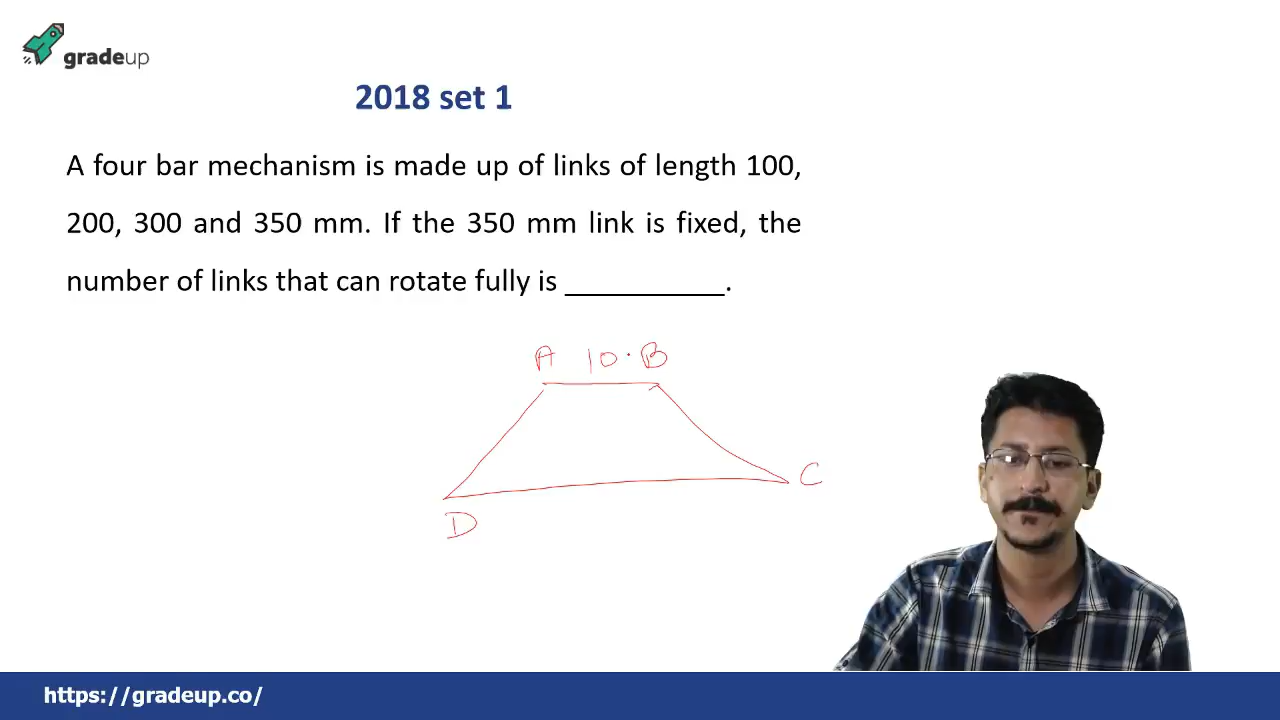 gradeup
2018 set 1
A four bar mechanism is made up of links of length 100,
200, 300 and 350 mm. If the 350 mm link is fixed, the
number of links that can rotate fully is ___________.
A 10 B
C
D
https://gradeup.co/